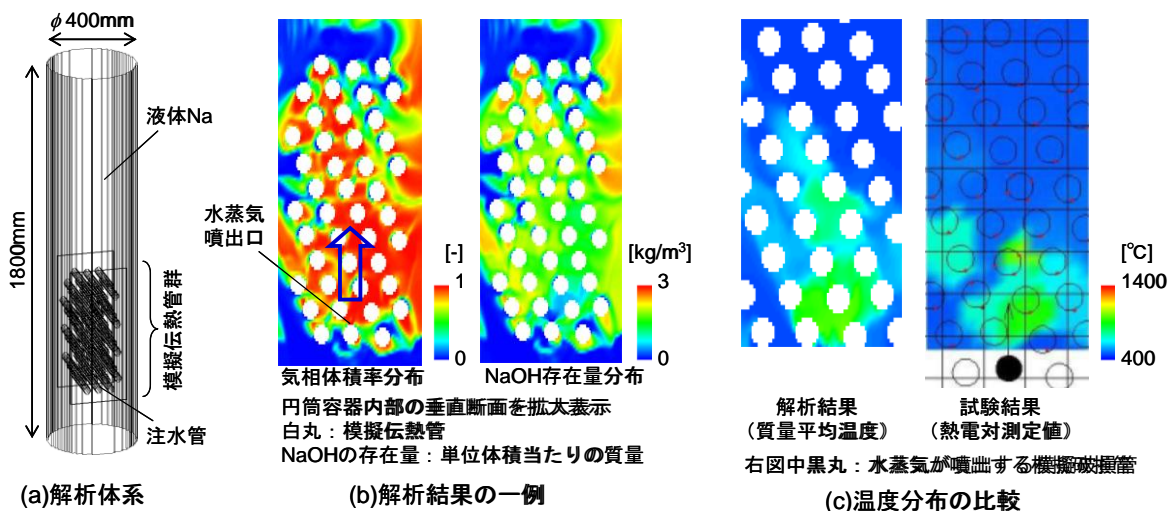 φ400mm
1800mm
液体Na
模擬伝熱管群
注水管
(a)解析体系
水蒸気
噴出口
[-]
1
0
[kg/m³]
3
0
気相体積率分布
NaOH存在量分布
円筒容器内部の垂直断面を拡大表示
白丸：模擬伝熱管
NaOHの存在量：単位体積当たりの質量
(b)解析結果の一例
[℃]
1400
400
解析結果
（質量平均温度）
試験結果
（熱電対測定値）
右図中黒丸：水蒸気が噴出する模擬破損管
(c)温度分布の比較